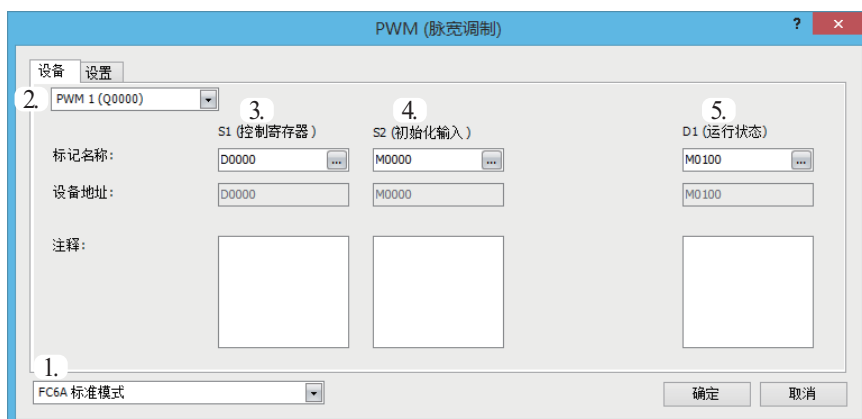 PWM (脉宽调制)
? ×
设备 设置
2. PWM 1 (Q0000)
3. 4. 5.
S1 (控制寄存器) S2 (初始化输入) D1 (运行状态)
标记名称: D0000 ... M0000 ... M0100 ...
设备地址: D0000 M0000 M0100
注释:
1.
FC6A 标准模式 确定 取消